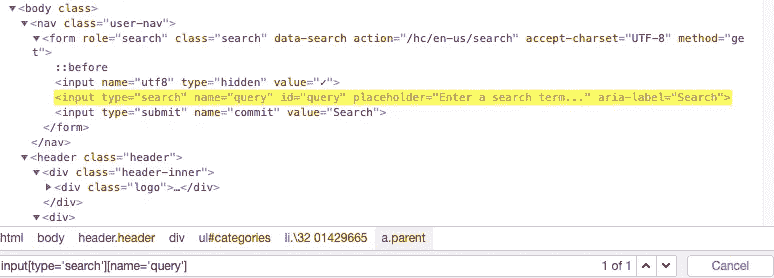 ▼<body class>
▼<nav class="user-nav">
▼<form role="search" class="search" data-search action="/hc/en-us/search" accept-charset="UTF-8" method="ge
t">
::before
<input name="utf8" type="hidden" value="✓">
<input type="search" name="query" id="query" placeholder="Enter a search term..." aria-label="Search">
<input type="submit" name="commit" value="Search">
</form>
</nav>
▼<header class="header">
▼<div class="header-inner">
▶<div class="logo">…</div>
</div>
▼<div>
html body header.header div ul#categories li.\32 01429665 a.parent
input[type='search'][name='query'] 1 of 1 Cancel